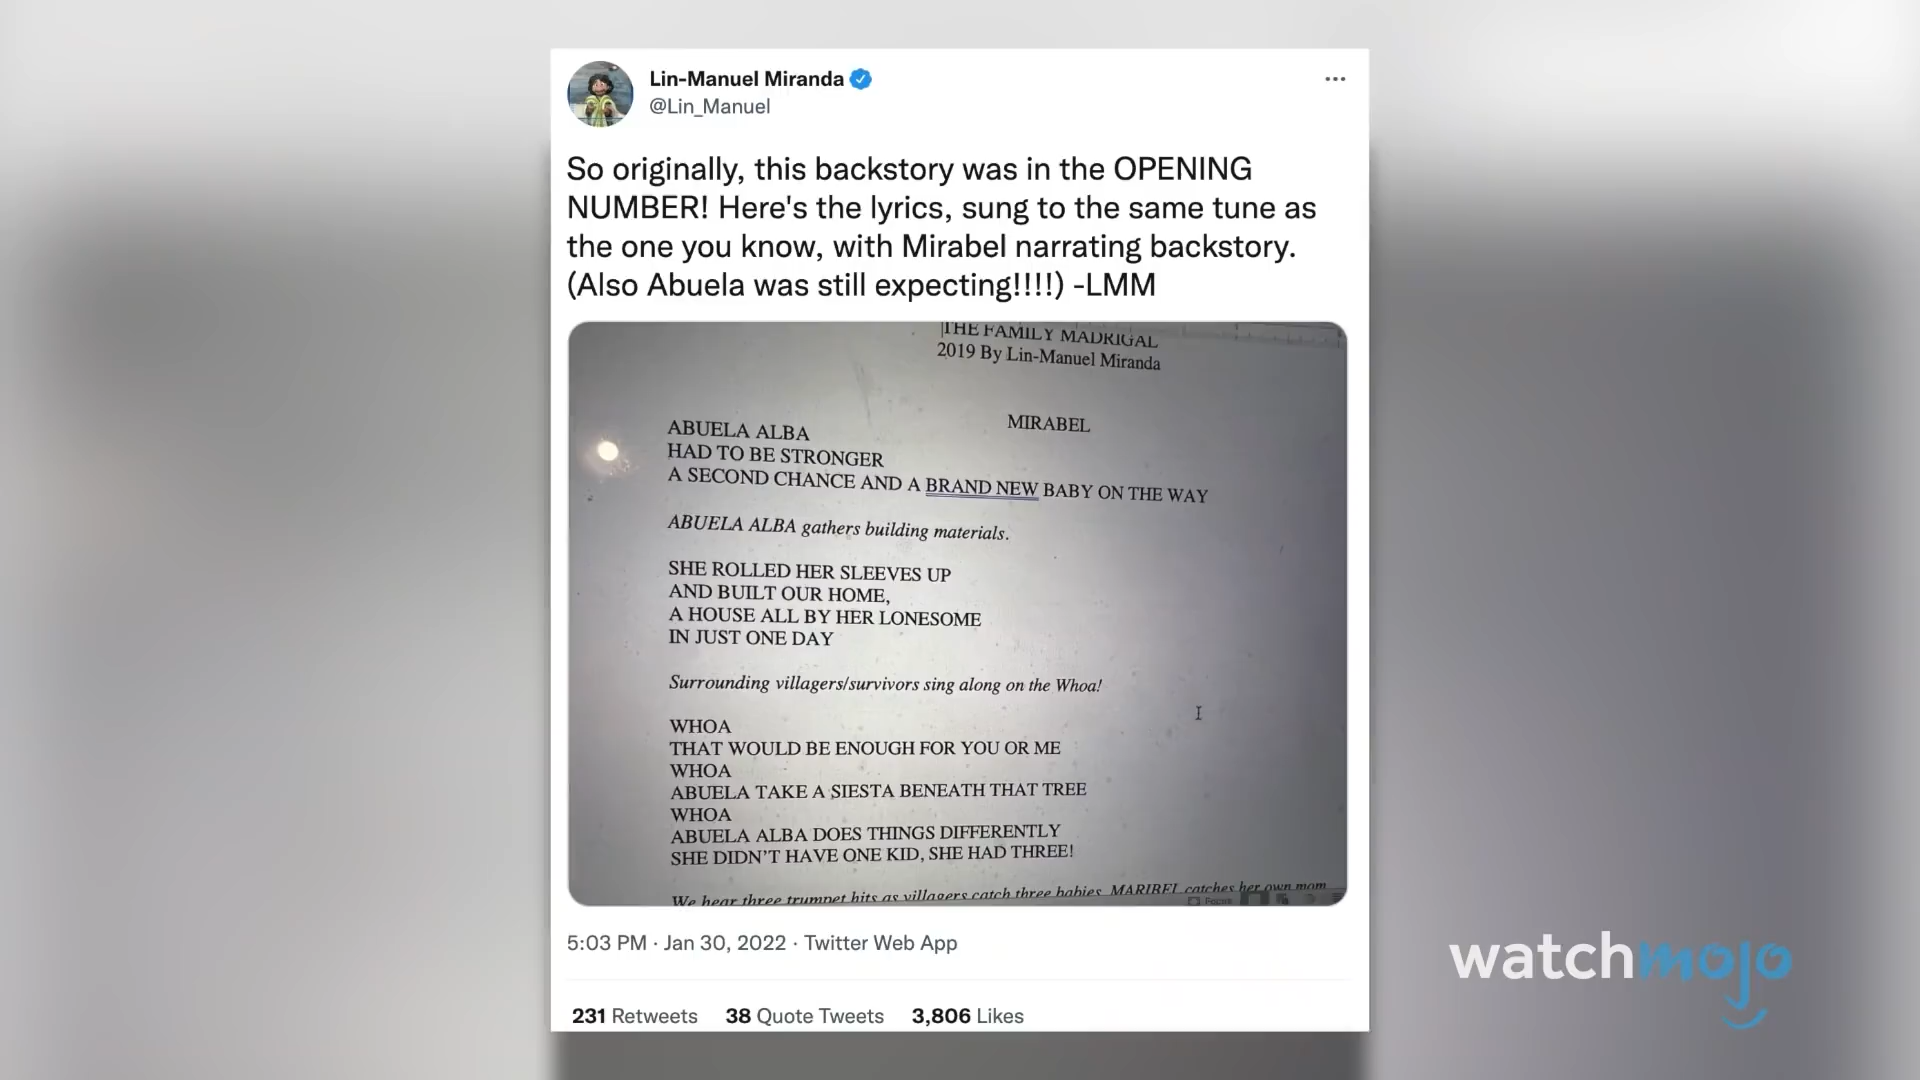 Lin-Manuel Miranda
@Lin_Manuel
So originally, this backstory was in the OPENING
NUMBER! Here's the lyrics, sung to the same tune as
the one you know, with Mirabel narrating backstory.
(Also Abuela was still expecting!!!!) -LMM
THE FAMILY MADRIGAL
2019 By Lin-Manuel Miranda
MIRABEL
ABUELA ALBA
HAD TO BE STRONGER
A SECOND CHANCE AND A BRAND NEW BABY ON THE WAY
ABUELA ALBA gathers building materials.
SHE ROLLED HER SLEEVES UP
AND BUILT OUR HOME,
A HOUSE ALL BY HER LONESOME
IN JUST ONE DAY
Surrounding villagers/survivors sing along on the Whoa!
WHOA
THAT WOULD BE ENOUGH FOR YOU OR ME
WHOA
ABUELA TAKE A SIESTA BENEATH THAT TREE
WHOA
ABUELA ALBA DOES THINGS DIFFERENTLY
SHE DIDN'T HAVE ONE KID, SHE HAD THREE!
We hear three trumpet hits as villagers catch three babies. MARIBEL catches her own mom
Focus
5:03 PM · Jan 30, 2022 · Twitter Web App
231 Retweets 38 Quote Tweets 3,806 Likes
watchmojo